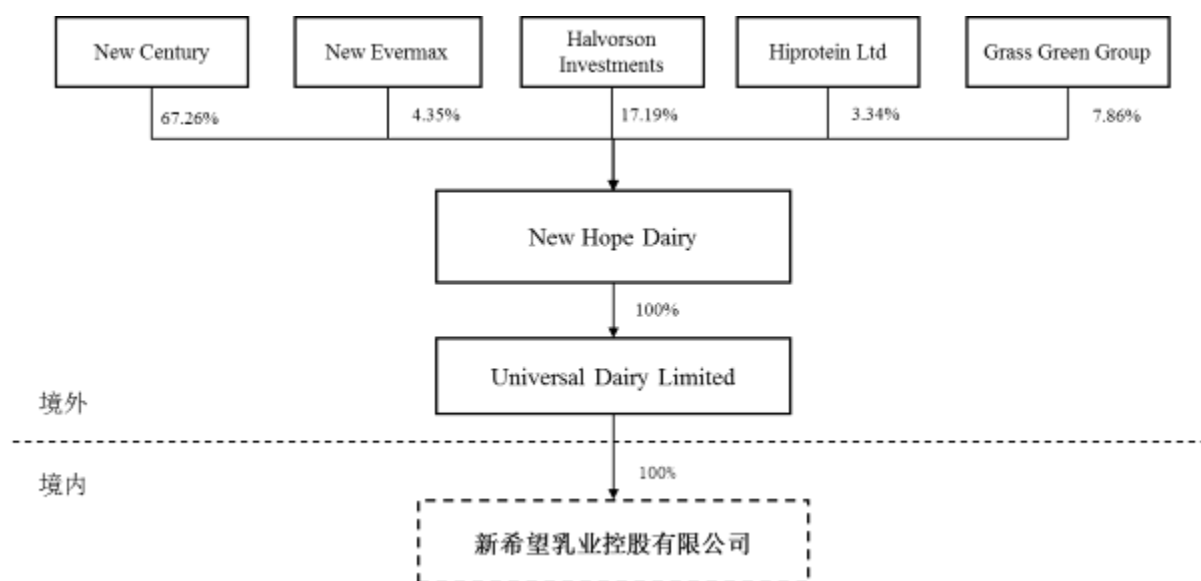 New Century
New Evermax
Halvorson
Investments
Hiprotein Ltd
Grass Green Group
67.26%
4.35%
17.19%
3.34%
7.86%
New Hope Dairy
100%
Universal Dairy Limited
境外
境内
100%
新希望乳业控股有限公司